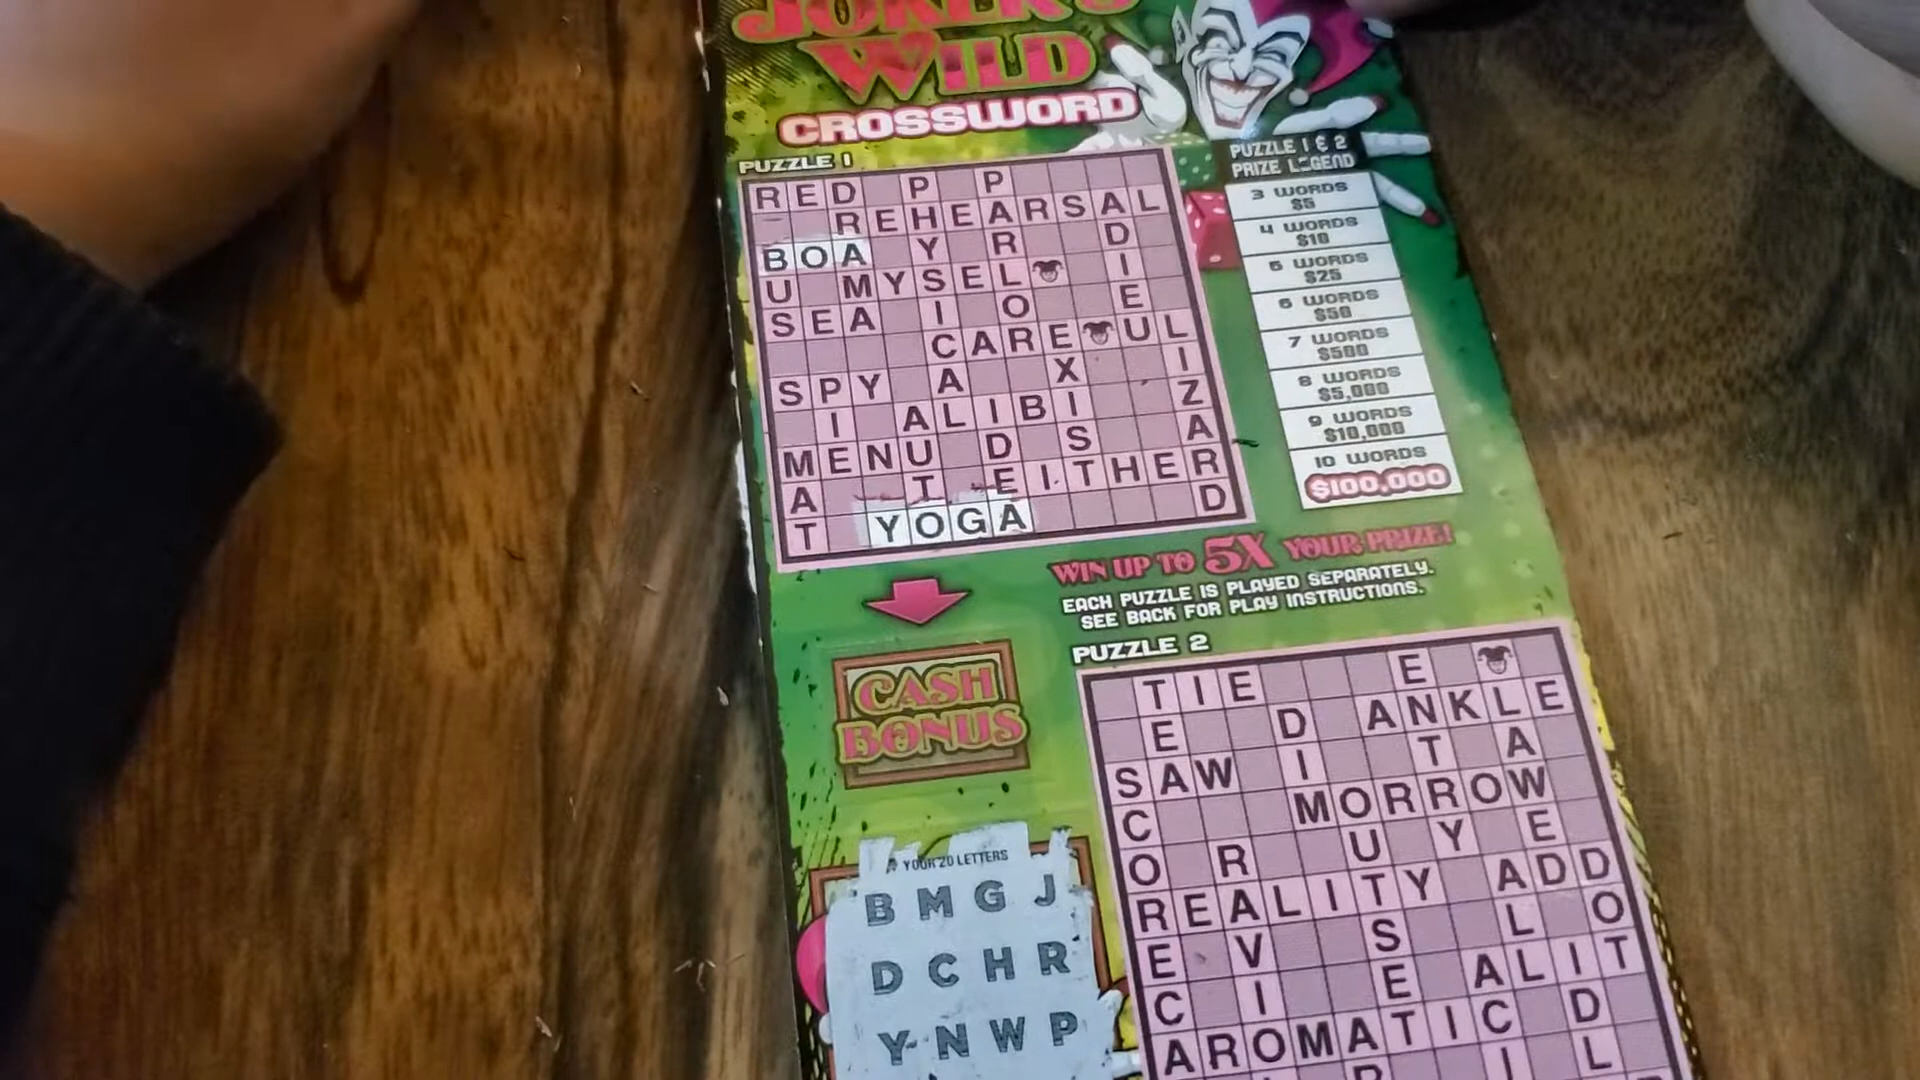 JOKER'S
WILD
CROSSWORD
PUZZLE 1
RED P P
REHEARSAL
BOA Y R D
U MYSEL I
SEA I O E
CARE UL
SPY A X I
I ALIBI Z
MENU D S A
A T EITHER
T YOGA D
PUZZLE 1 & 2
PRIZE LEGEND
3 WORDS
$5
4 WORDS
$10
5 WORDS
$25
6 WORDS
$50
7 WORDS
$500
8 WORDS
$5,000
9 WORDS
$10,000
10 WORDS
$100,000
WIN UP TO 5X YOUR PRIZE!
EACH PUZZLE IS PLAYED SEPARATELY.
SEE BACK FOR PLAY INSTRUCTIONS.
CASH
BONUS
YOUR 20 LETTERS
B M G J
D C H R
Y N W P
PUZZLE 2
TIE E
E D ANKLE
SAW I T A
C MORROW
O R U Y E
REALITY ADD
E V S L O
C I E ALIT
AROMATIC D
I L